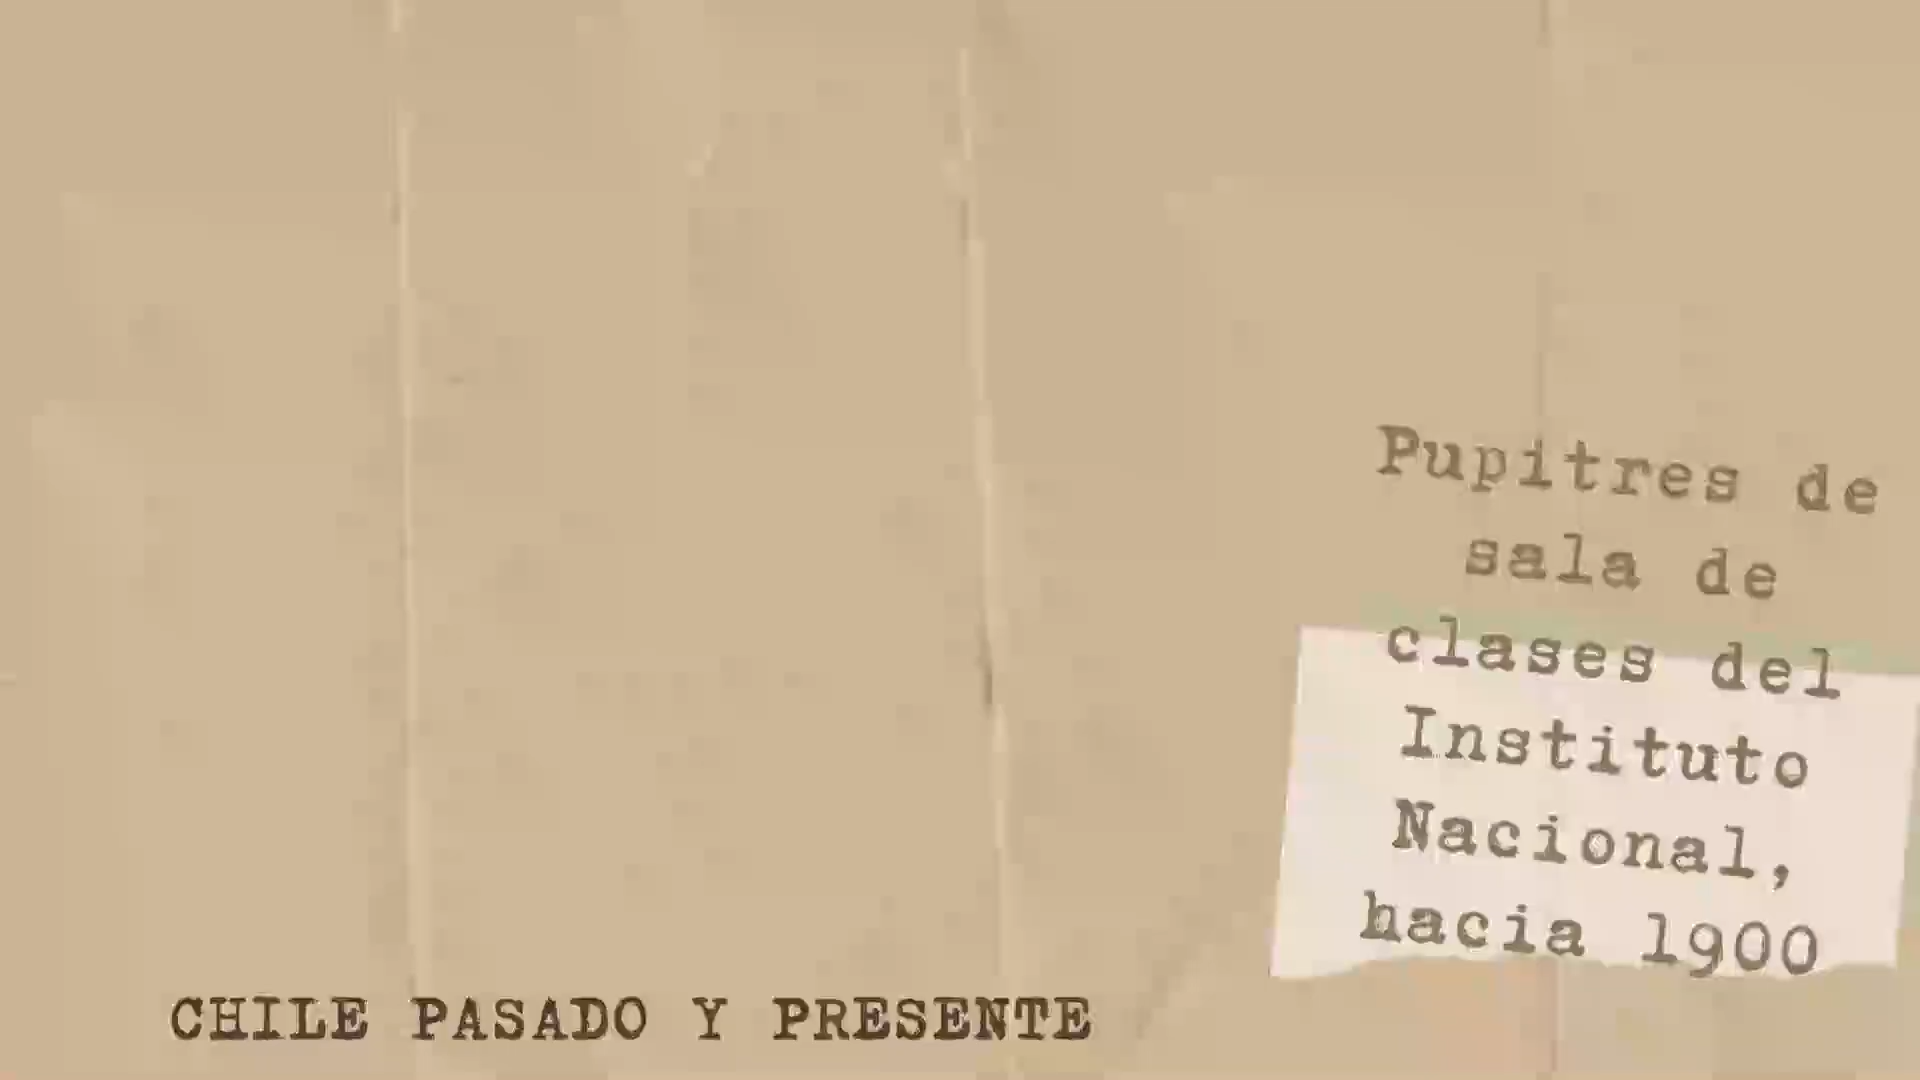 Pupitres de
sala de
clases del
Instituto
Nacional,
hacia 1900
CHILE PASADO Y PRESENTE